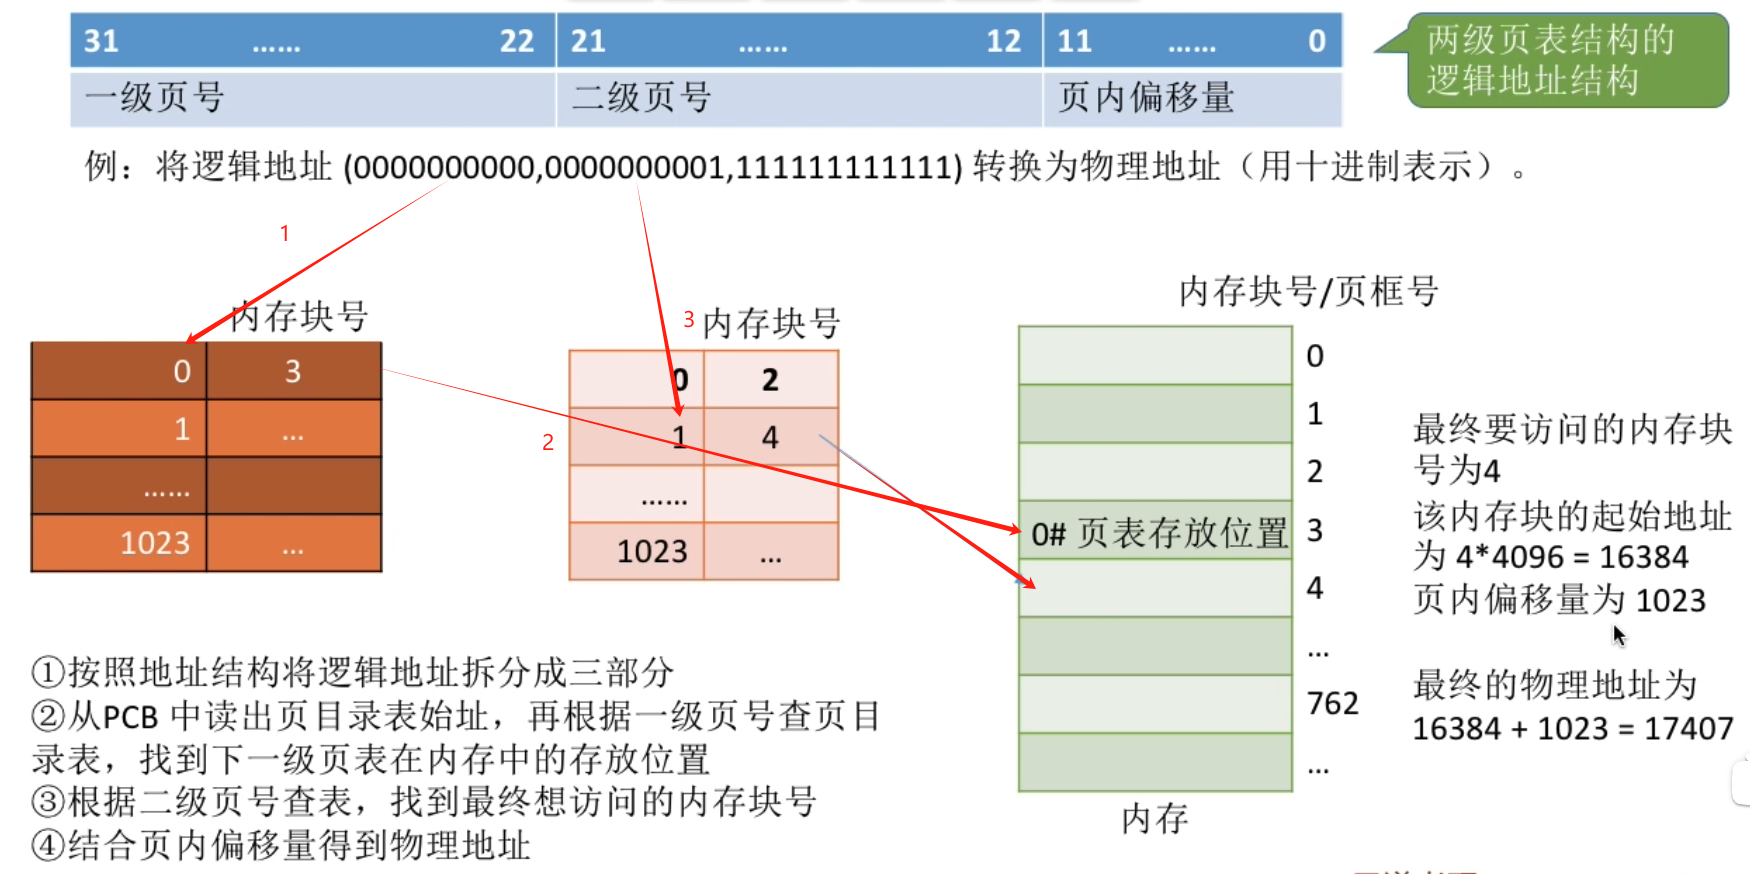 31 …… 22 21 …… 12 11 …… 0
一级页号 二级页号 页内偏移量
两级页表结构的
逻辑地址结构
例：将逻辑地址 (0000000000,0000000001,111111111111) 转换为物理地址（用十进制表示）。
1
内存块号
0 3
1 ...
……
1023 ...
2
3
内存块号
0 2
1 4
……
1023 ...
内存块号/页框号
0
1
2
0# 页表存放位置 3
4
...
762
...
内存
最终要访问的内存块
号为4
该内存块的起始地址
为 4*4096 = 16384
页内偏移量为 1023
最终的物理地址为
16384 + 1023 = 17407
①按照地址结构将逻辑地址拆分成三部分
②从PCB 中读出页目录表始址，再根据一级页号查页目
录表，找到下一级页表在内存中的存放位置
③根据二级页号查表，找到最终想访问的内存块号
④结合页内偏移量得到物理地址